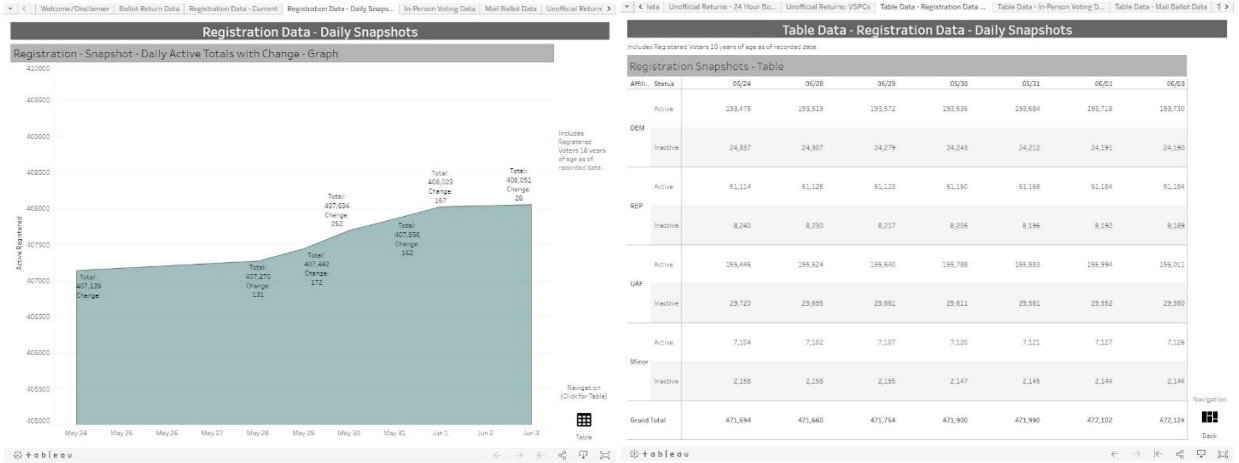 Welcome/Disclaimer Ballot Return Data Registration Data - Current Registration Data - Daily Snaps... In-Person Voting Data Mail Ballot Data Unofficial Return
Registration Data - Daily Snapshots
Registration - Snapshot - Daily Active Totals with Change - Graph
410000
409500
409000
408500
408000
407500
407000
406500
406000
405500
405000
Active Registered
Total:
407,139
Change:
Total:
407,270
Change:
131
Total:
407,442
Change:
172
Total:
407,694
Change:
252
Total:
407,856
Change:
162
Total:
408,023
Change:
167
Total:
408,051
Change:
28
May 24 May 25 May 26 May 27 May 28 May 29 May 30 May 31 Jun 1 Jun 2 Jun 3
Includes
Registered
Voters 18 years
of age as of
recorded date.
Navigation
(Click for Table)
Table
+ableau
Unofficial Returns - 24 Hour Bo... Unofficial Returns: VSPCs Table Data - Registration Data ... Table Data - In-Person Voting D... Table Data - Mail Ballot Data
Table Data - Registration Data - Daily Snapshots
Includes Registered Voters 18 years of age as of recorded date.
Registration Snapshots - Table
Affili.. Status 05/24 05/28 05/29 05/30 05/31 06/01 06/03
DEM Active 193,475 193,519 193,572 193,636 193,684 193,718 193,730
Inactive 24,337 24,307 24,279 24,243 24,212 24,191 24,190
REP Active 51,114 51,125 51,123 51,150 51,168 51,184 51,184
Inactive 8,240 8,230 8,217 8,205 8,196 8,192 8,189
UAF Active 155,446 155,524 155,640 155,788 155,883 155,994 156,011
Inactive 29,720 29,695 29,661 29,611 29,581 29,552 29,550
Minor Active 7,104 7,102 7,107 7,120 7,121 7,127 7,126
Inactive 2,158 2,158 2,155 2,147 2,145 2,144 2,144
Grand Total 471,594 471,660 471,754 471,900 471,990 472,102 472,124
Navigation
Back
+ableau